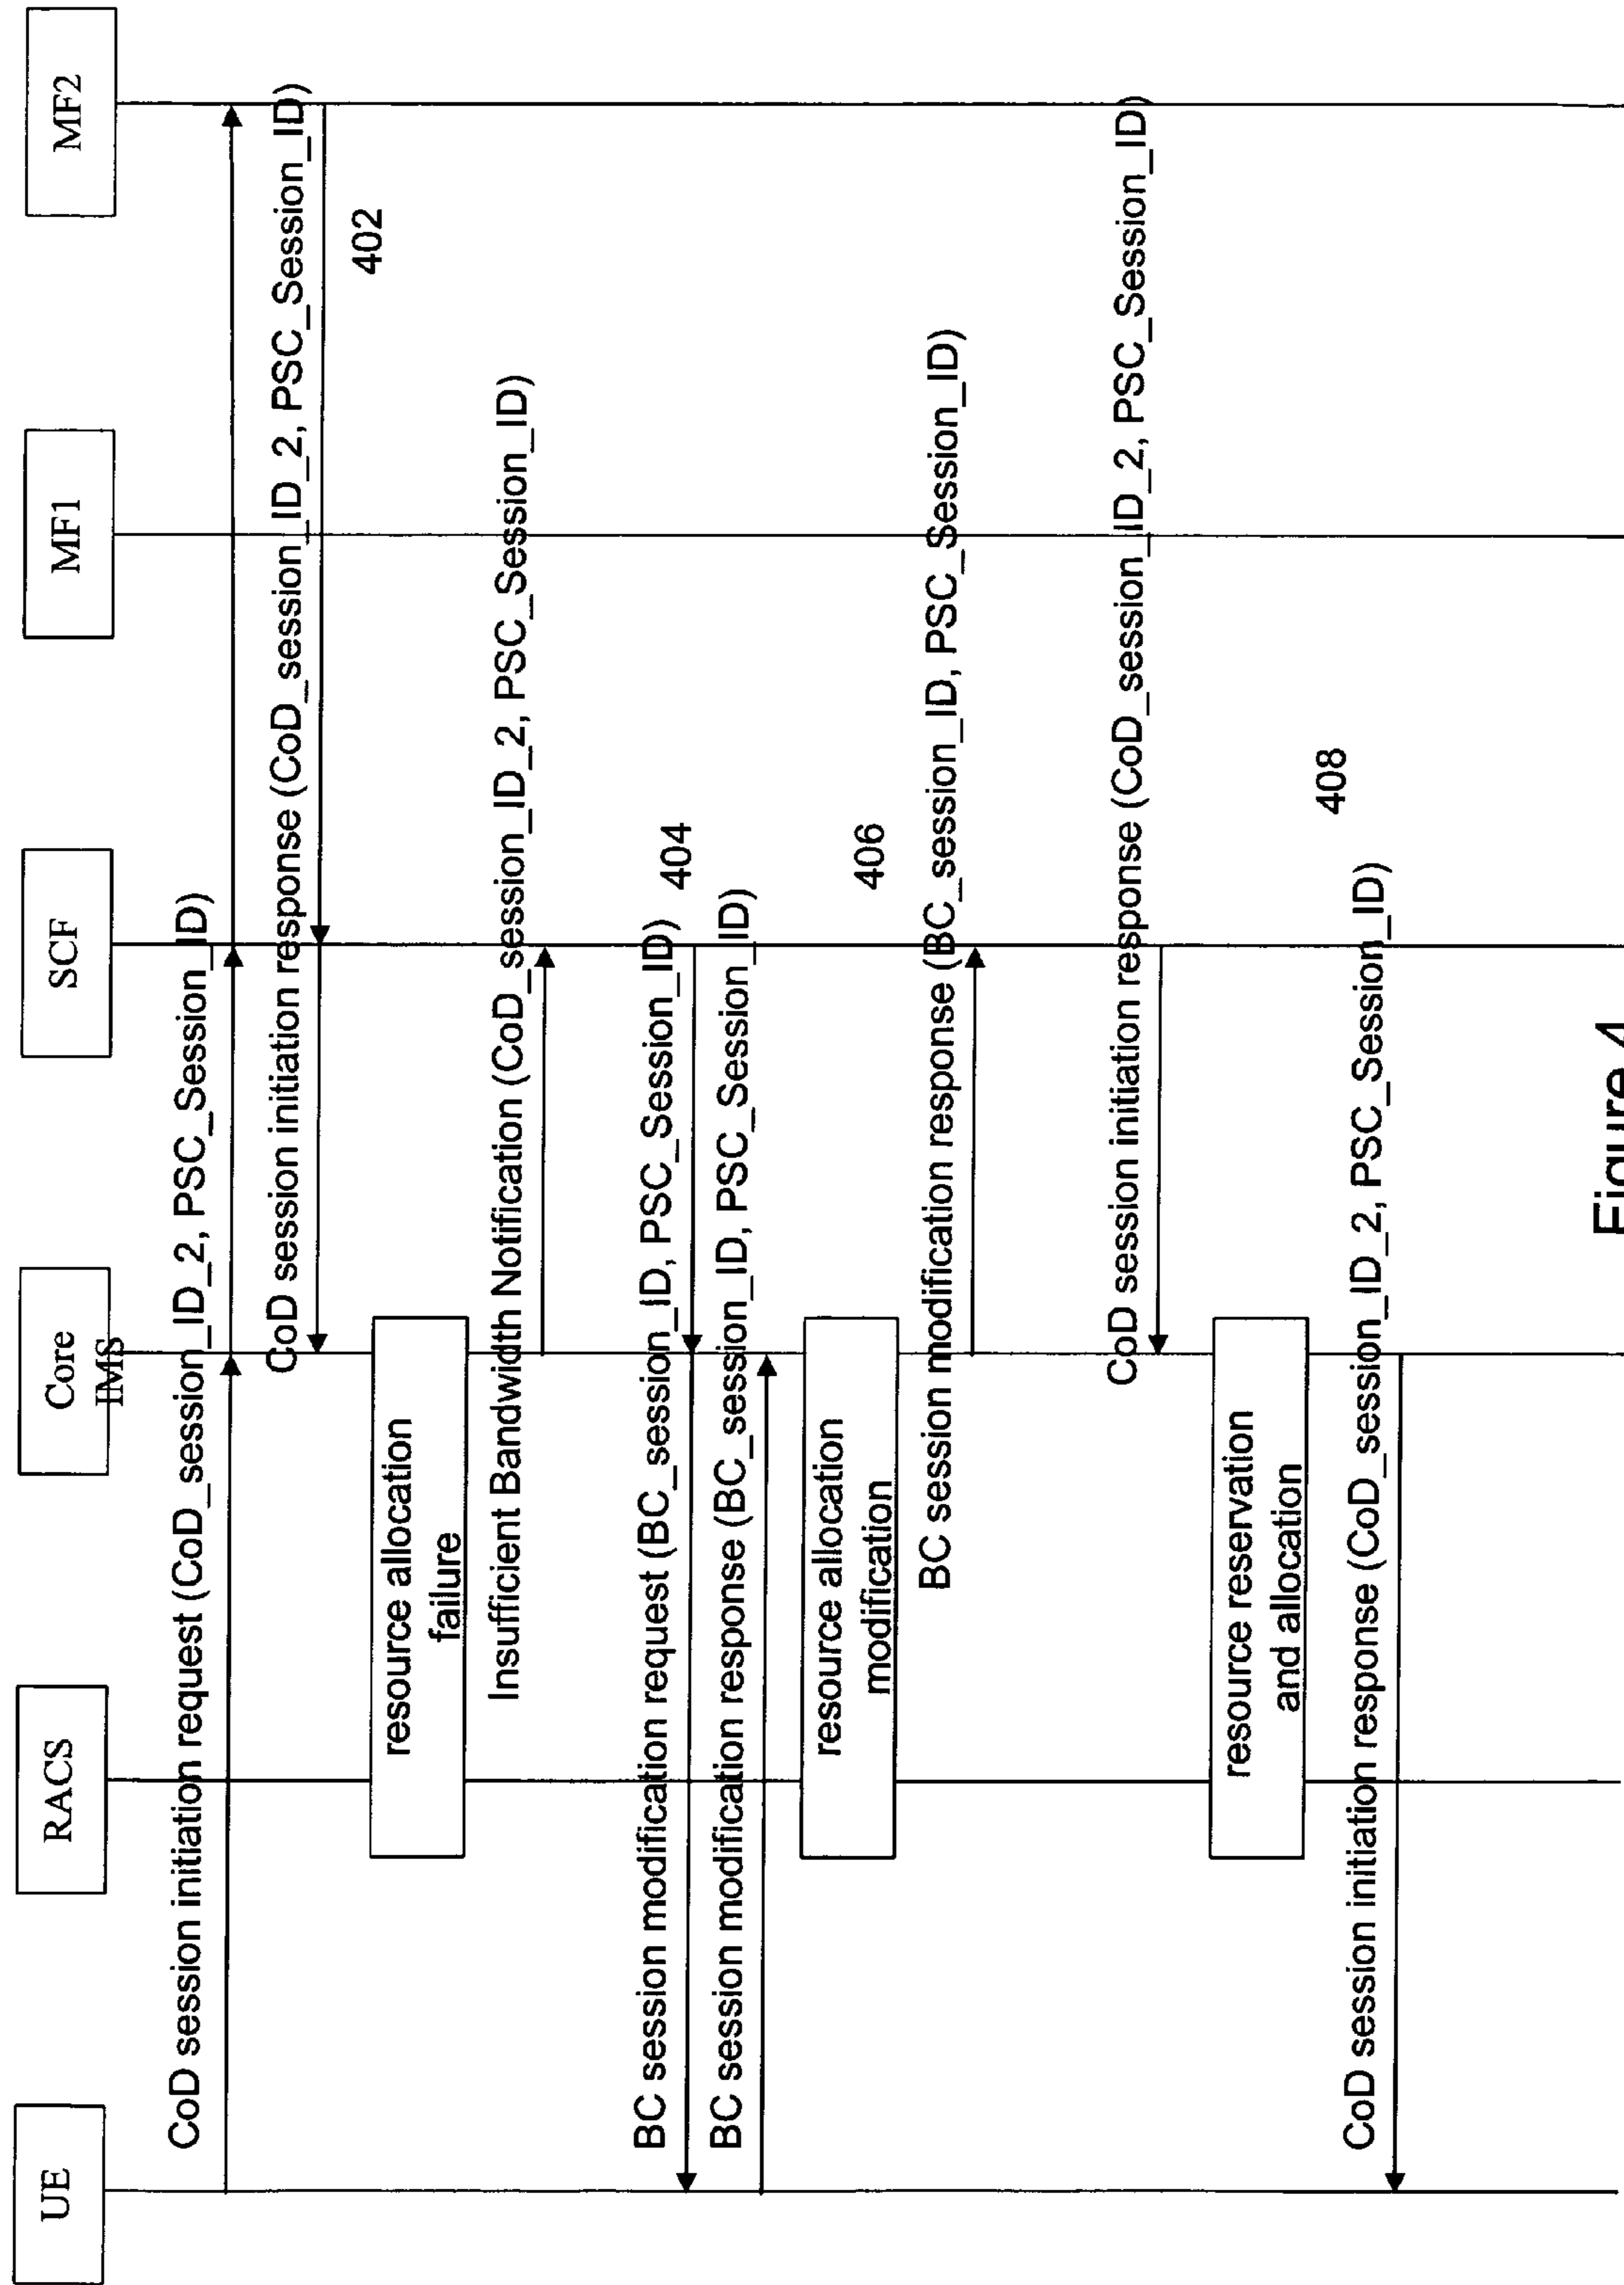 UE
RACS
Core
IMS
SCF
MF1
MF2
CoD session initiation request (CoD_session_ID_2, PSC_Session_ID)
CoD session initiation response (CoD_session_ID_2, PSC_Session_ID)
402
resource allocation
failure
Insufficient Bandwidth Notification (CoD_session_ID_2, PSC_Session_ID)
404
BC session modification request (BC_session_ID, PSC_Session_ID)
BC session modification response (BC_session_ID, PSC_Session_ID)
resource allocation
modification
406
BC session modification response (BC_session_ID, PSC_Session_ID)
CoD session initiation response (CoD_session_ID_2, PSC_Session_ID)
resource reservation
and allocation
408
CoD session initiation response (CoD_session_ID_2, PSC_Session_ID)
Figure 4